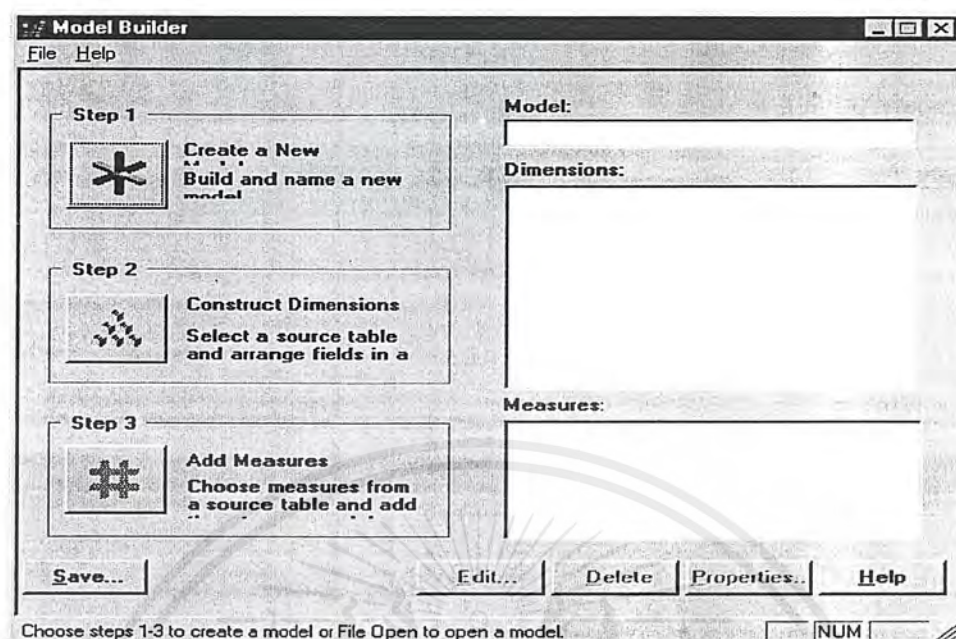 Model Builder
File Help
Step 1
Create a New
Build and name a new
model
Step 2
Construct Dimensions
Select a source table
and arrange fields in a
Step 3
Add Measures
Choose measures from
a source table and add
Model:
Dimensions:
Measures:
Save...
Edit...
Delete
Properties..
Help
Choose steps 1-3 to create a model or File Open to open a model.
NUM